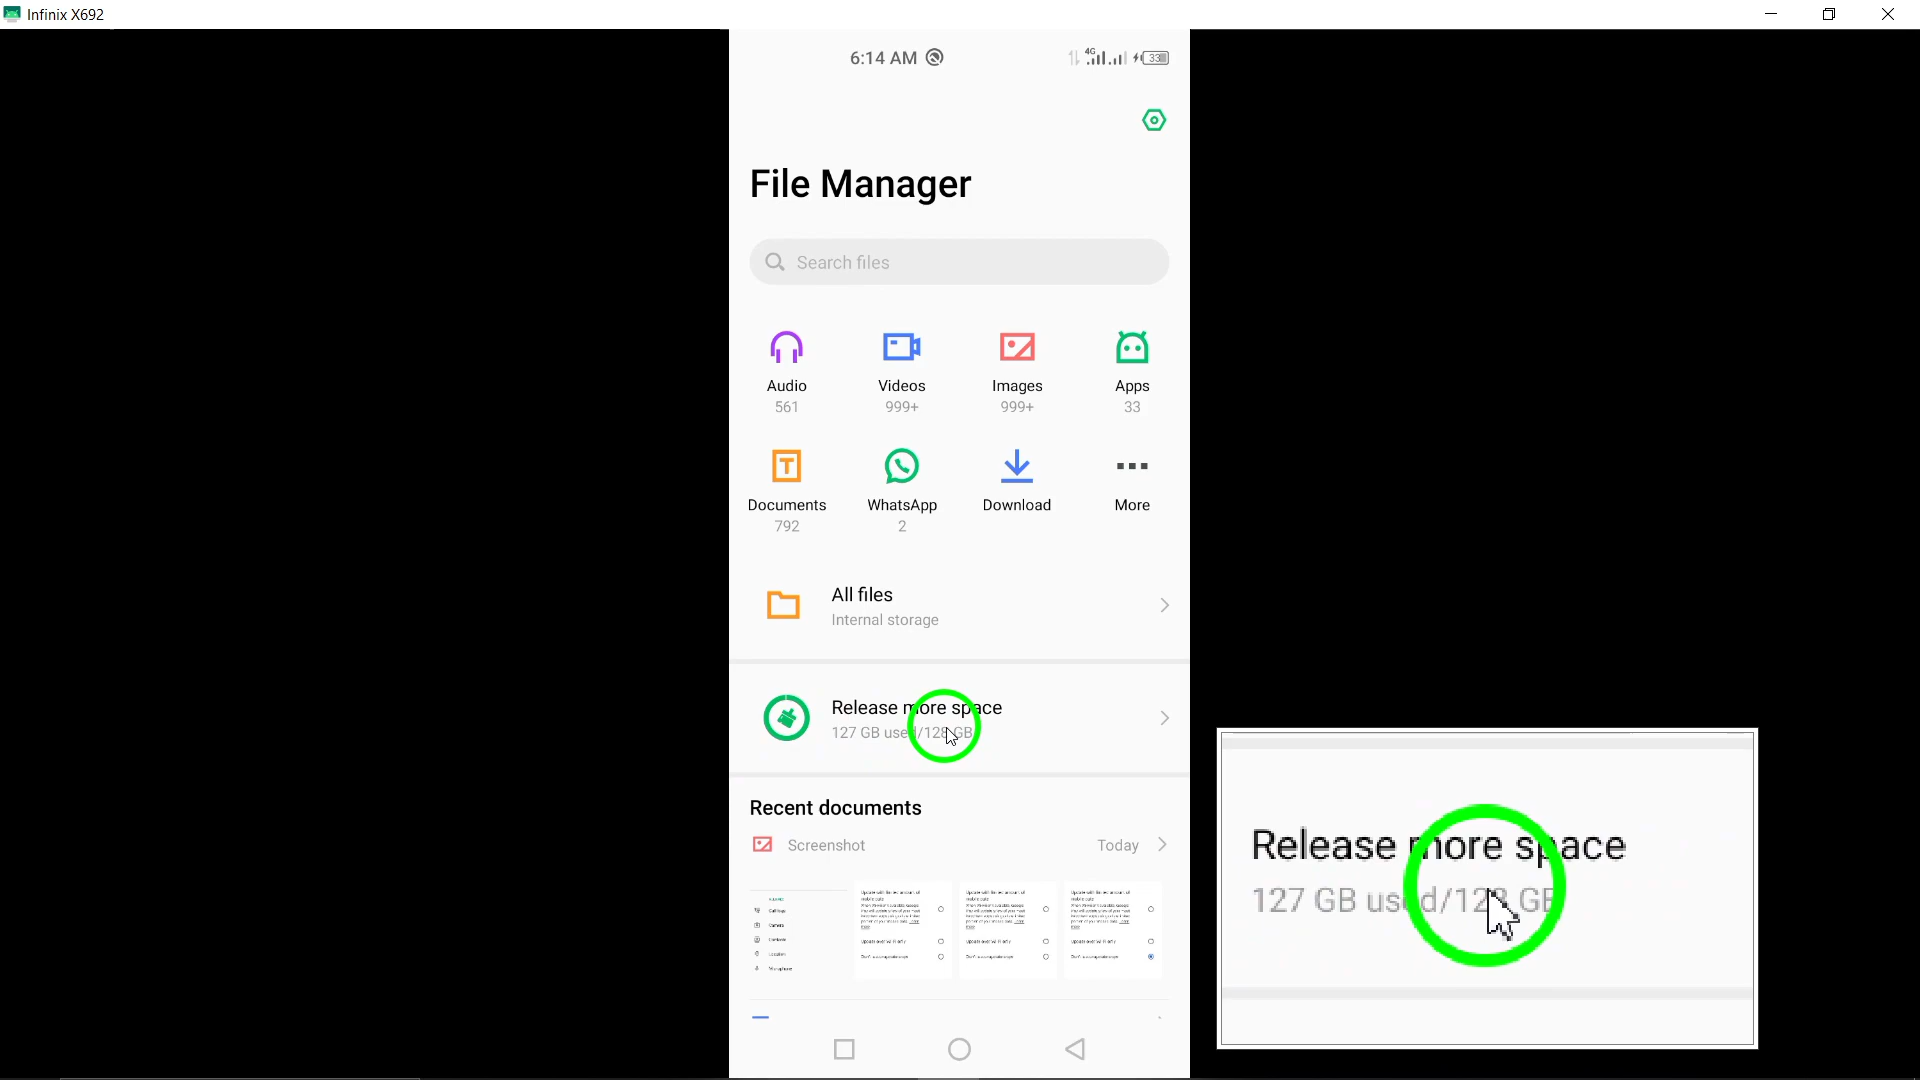 Infinix X692
6:14 AM
4G
33
File Manager
Search files
Audio
561
Videos
999+
Images
999+
Apps
33
Documents
792
WhatsApp
2
Download
More
All files
Internal storage
Release more space
127 GB used/128 GB
Recent documents
Screenshot
Today
Release more space
127 GB used/128 GB